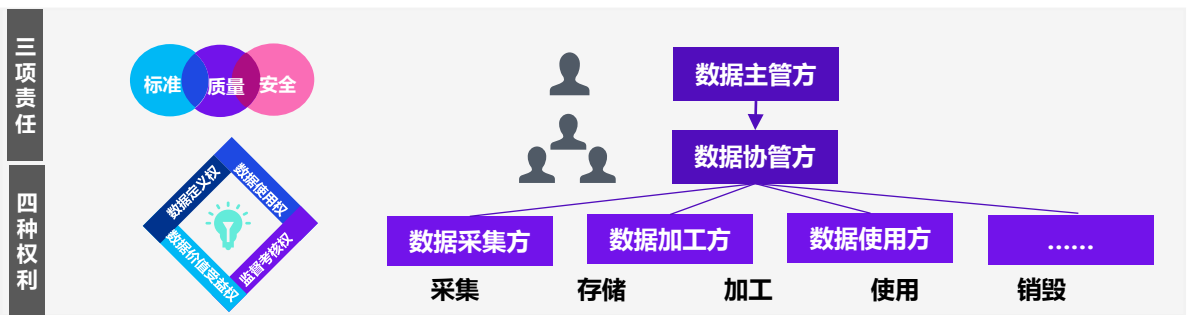 三项责任
标准
质量
安全
数据定义权
数据使用权
数据价值受益权
监督考核权
四种权利
数据主管方
数据协管方
数据采集方
数据加工方
数据使用方
......
采集
存储
加工
使用
销毁